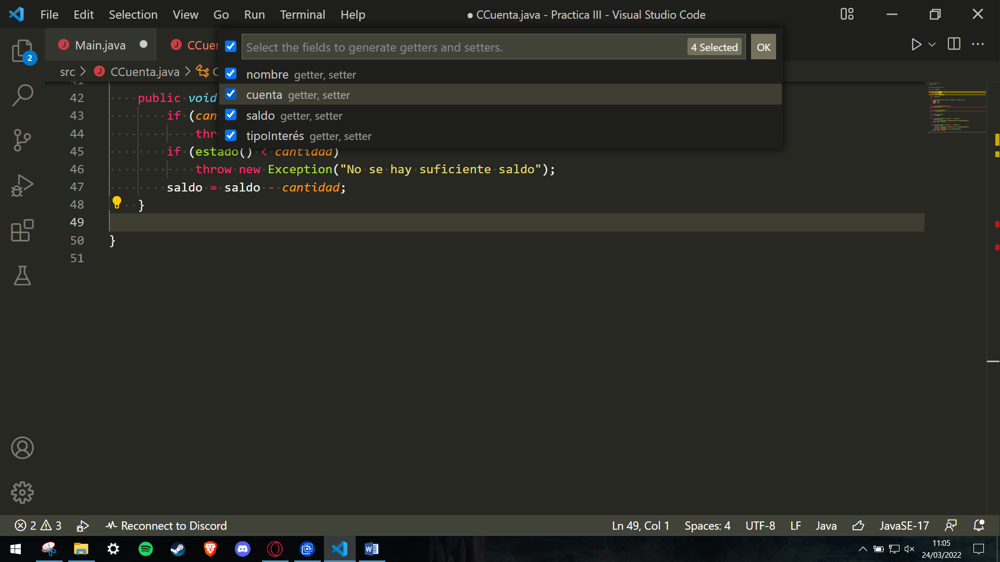 File Edit Selection View Go Run Terminal Help
● CCuenta.java - Practica III - Visual Studio Code
Main.java
Select the fields to generate getters and setters.
4 Selected
OK
2
src > CCuenta.java >
nombre getter, setter
cuenta getter, setter
saldo getter, setter
tipoInterés getter, setter
42 public void
43 if (can
44 thr
45 if (estado() < cantidad)
46 throw new Exception("No se hay suficiente saldo");
47 saldo = saldo - cantidad;
48 }
49
50 }
51
2 3 Reconnect to Discord
Ln 49, Col 1 Spaces: 4 UTF-8 LF Java JavaSE-17
11:05
24/03/2022